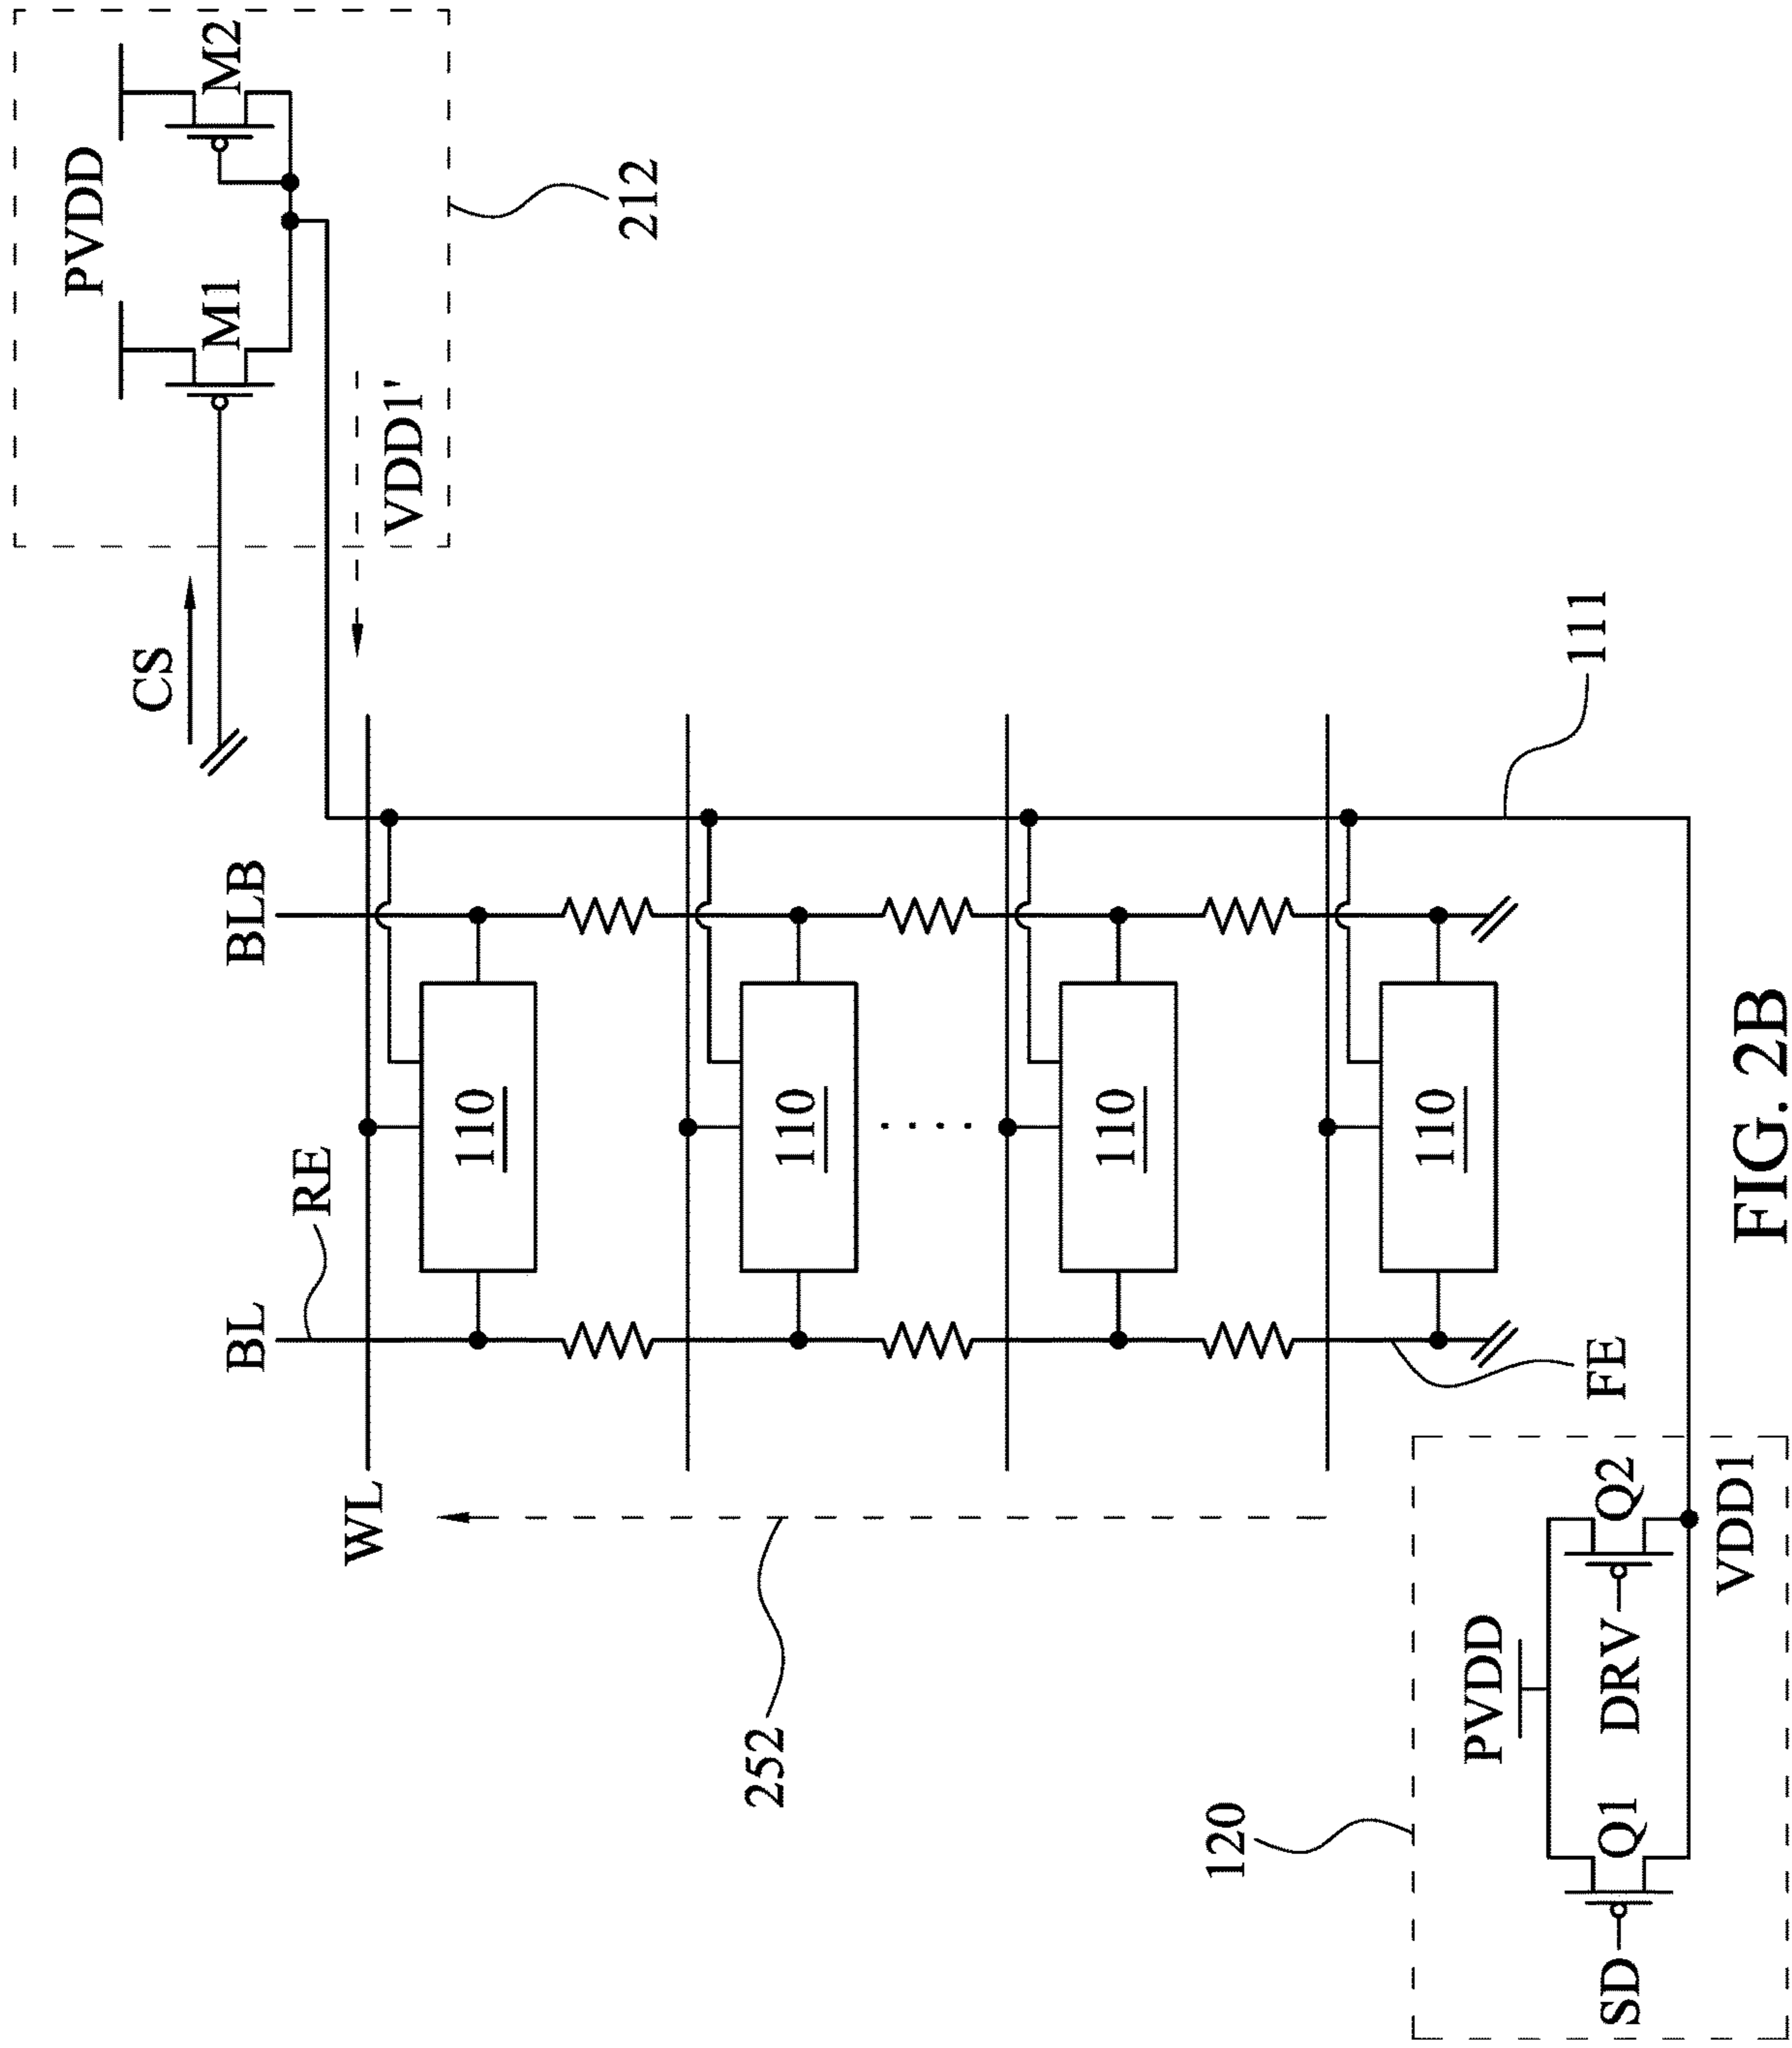 PVDD
M1
M2
CS
VDD1'
212
BL
RE
BLB
WL
110
110
110
110
252
111
FE
120
PVDD
SD
Q1
DRV
Q2
VDD1
FIG. 2B